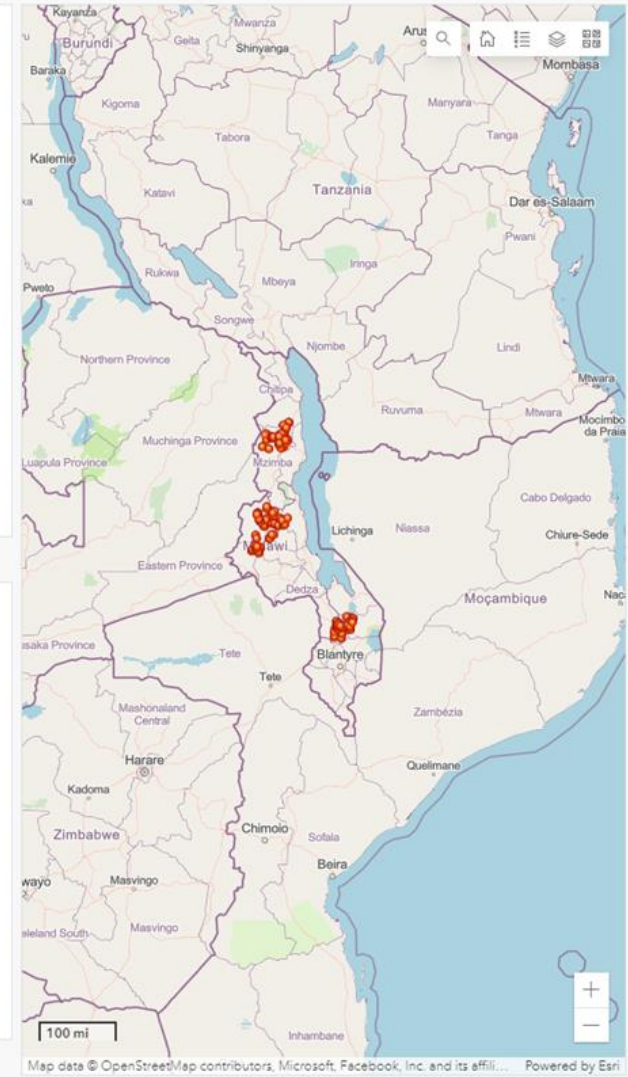 Kayanza
Mwanza
Burundi
Geita
Shinyanga
Arus
Baraka
Mombasa
Kigoma
Manyara
Tabora
Tanga
Kalemie
Katavi
Tanzania
Dar es-Salaam
Pwani
Rukwa
Iringa
Mbeya
Pweto
Songwe
Njombe
Lindi
Northern Province
Chitipa
Mtwara
Ruvuma
Mtwara
Mocimbo
da Praia
Muchinga Province
Luapula Province
Mzimba
Cabo Delgado
Lichinga
Niassa
Chiure-Sede
Eastern Province
Dedza
Moçambique
Nac
usaka Province
Tete
Blantyre
Tete
Mashonaland
Central
Zambézia
Harare
Quelimane
Kadoma
Chimoio
Sofala
Zimbabwe
Beira
wayo
Masvingo
eleland South
Masvingo
100 mi
Inhambane
Map data © OpenStreetMap contributors, Microsoft, Facebook, Inc. and its affili... Powered by Esri